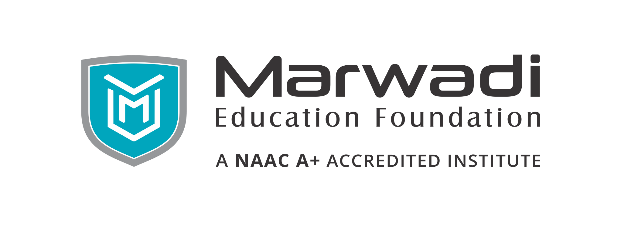 Marwadi
Education Foundation
A NAAC A+ ACCREDITED INSTITUTE